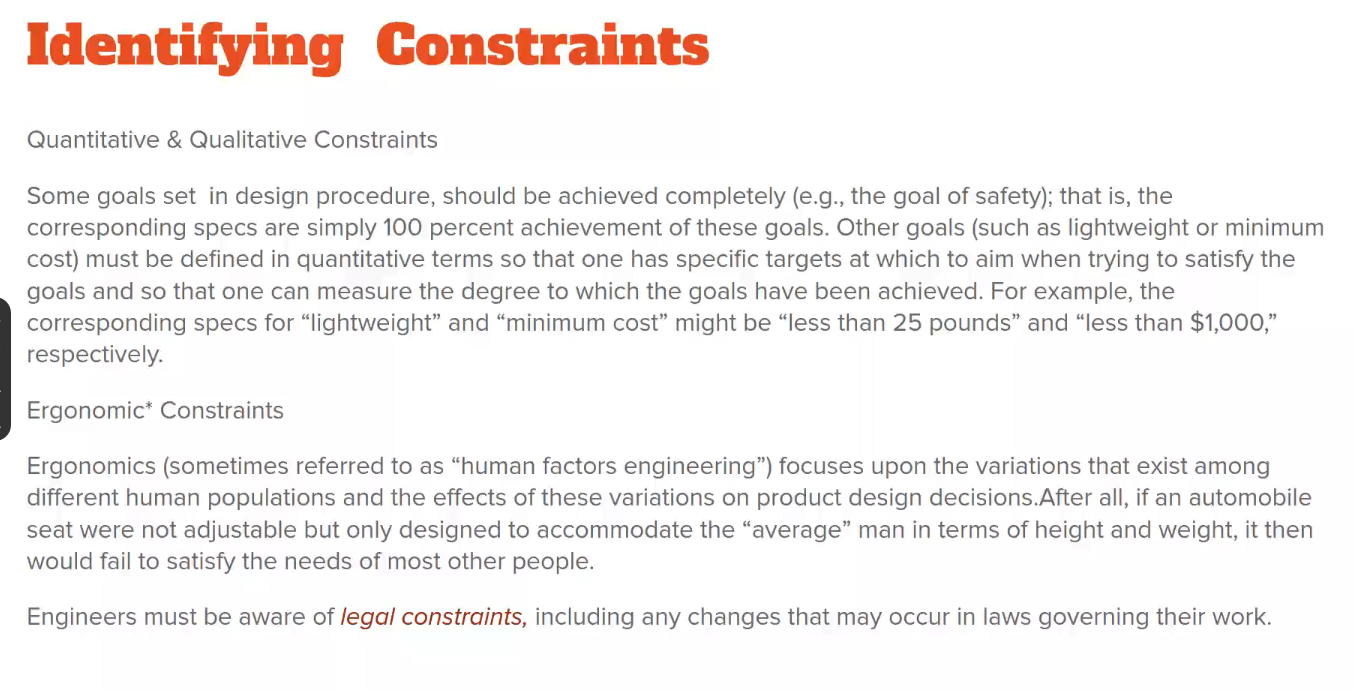 Identifying Constraints
Quantitative & Qualitative Constraints
Some goals set in design procedure, should be achieved completely (e.g., the goal of safety); that is, the
corresponding specs are simply 100 percent achievement of these goals. Other goals (such as lightweight or minimum
cost) must be defined in quantitative terms so that one has specific targets at which to aim when trying to satisfy the
goals and so that one can measure the degree to which the goals have been achieved. For example, the
corresponding specs for “lightweight” and “minimum cost” might be “less than 25 pounds” and “less than $1,000,”
respectively.
Ergonomic* Constraints
Ergonomics (sometimes referred to as “human factors engineering”) focuses upon the variations that exist among
different human populations and the effects of these variations on product design decisions.After all, if an automobile
seat were not adjustable but only designed to accommodate the “average” man in terms of height and weight, it then
would fail to satisfy the needs of most other people.
Engineers must be aware of legal constraints, including any changes that may occur in laws governing their work.